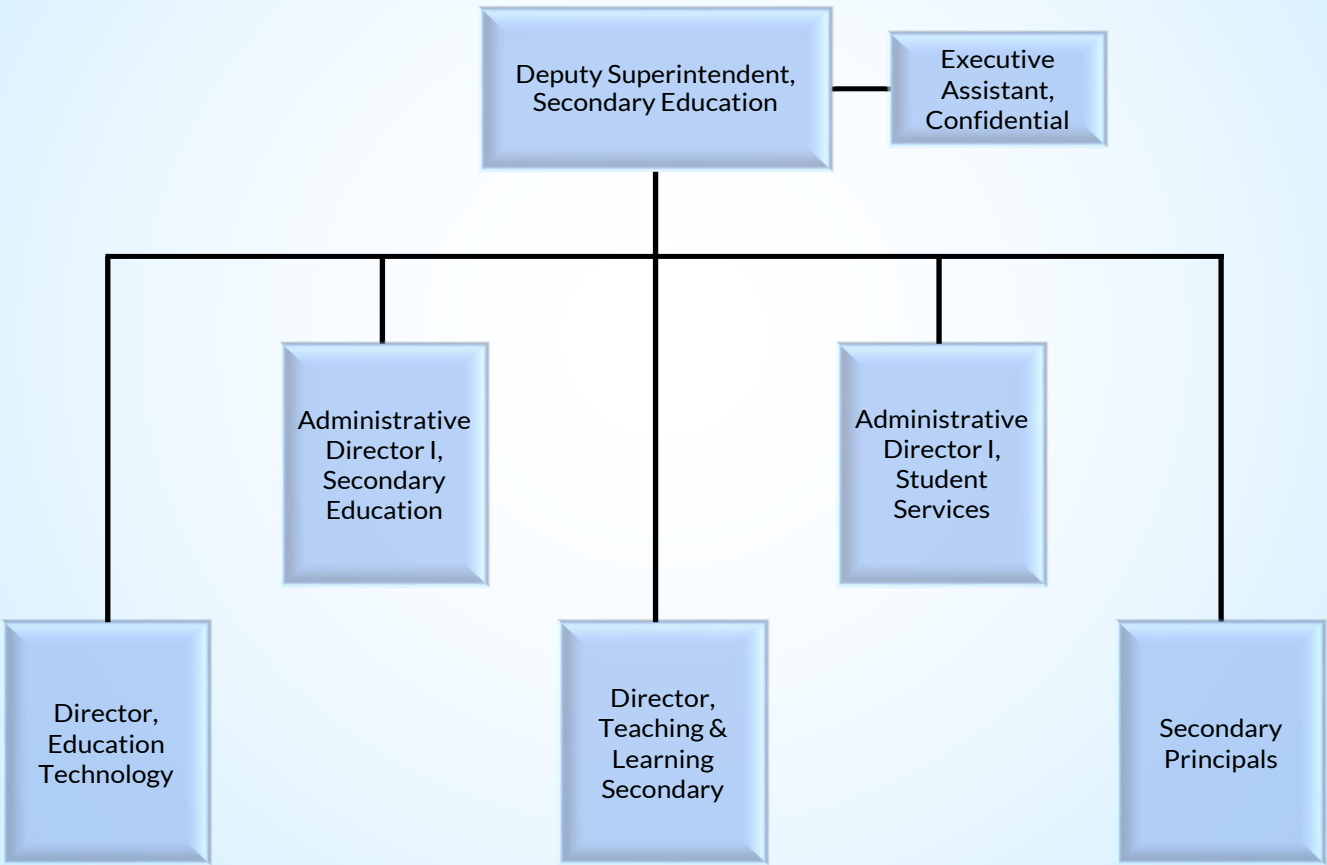 Deputy Superintendent,
Secondary Education
Executive
Assistant,
Confidential
Administrative
Director I,
Secondary
Education
Administrative
Director I,
Student
Services
Director,
Education
Technology
Director,
Teaching &
Learning
Secondary
Secondary
Principals